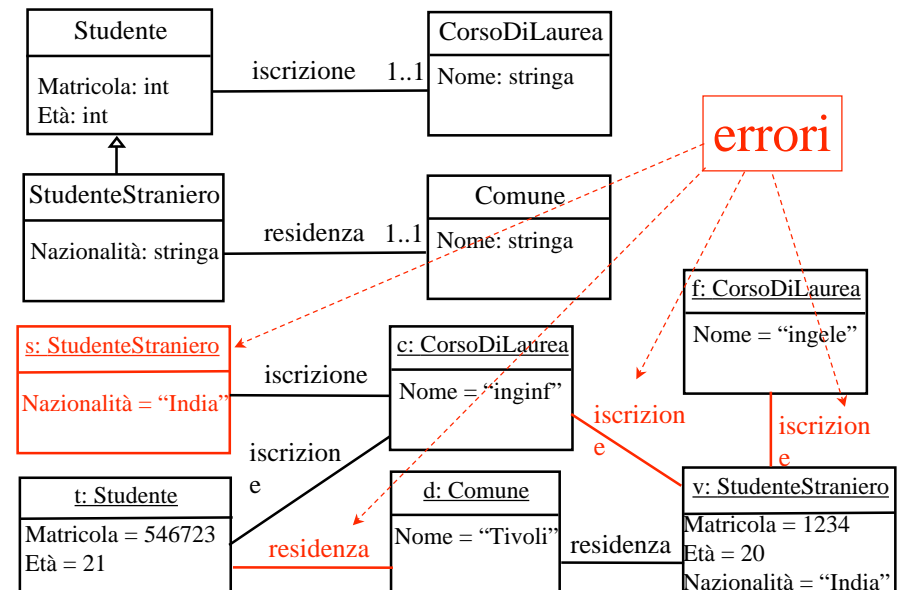 Studente
Matricola: int
Età: int
iscrizione 1..1
CorsoDiLaurea
Nome: stringa
errori
StudenteStraniero
Nazionalità: stringa
residenza 1..1
Comune
Nome: stringa
f: CorsoDiLaurea
Nome = “ingele”
s: StudenteStraniero
Nazionalità = “India”
iscrizione
c: CorsoDiLaurea
Nome = “inginf”
iscrizion
e
iscrizion
e
iscrizion
e
t: Studente
Matricola = 546723
Età = 21
residenza
d: Comune
Nome = “Tivoli”
residenza
v: StudenteStraniero
Matricola = 1234
Età = 20
Nazionalità = “India”